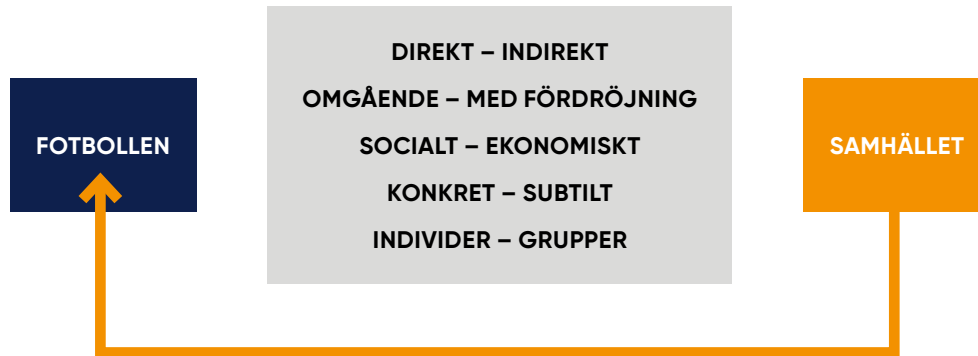 FOTBOLLEN
DIREKT – INDIREKT
OMGÅENDE – MED FÖRDRÖJNING
SOCIALT – EKONOMISKT
KONKRET – SUBTILT
INDIVIDER – GRUPPER
SAMHÄLLET